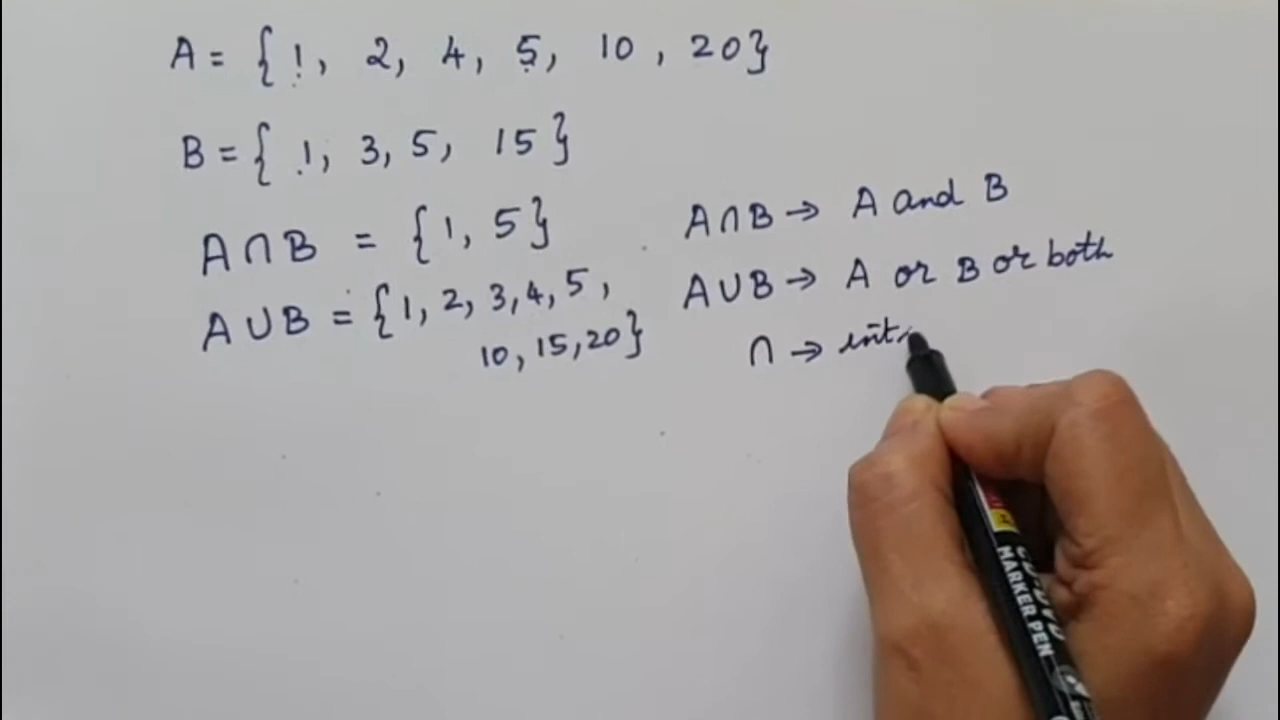 A = { 1, 2, 4, 5, 10, 20}
B = { 1, 3, 5, 15}
A∩B = {1, 5}
A∪B = {1, 2, 3, 4, 5,
10, 15, 20}
A∩B → A and B
A∪B → A or B or both
∩ →
MARKER PEN